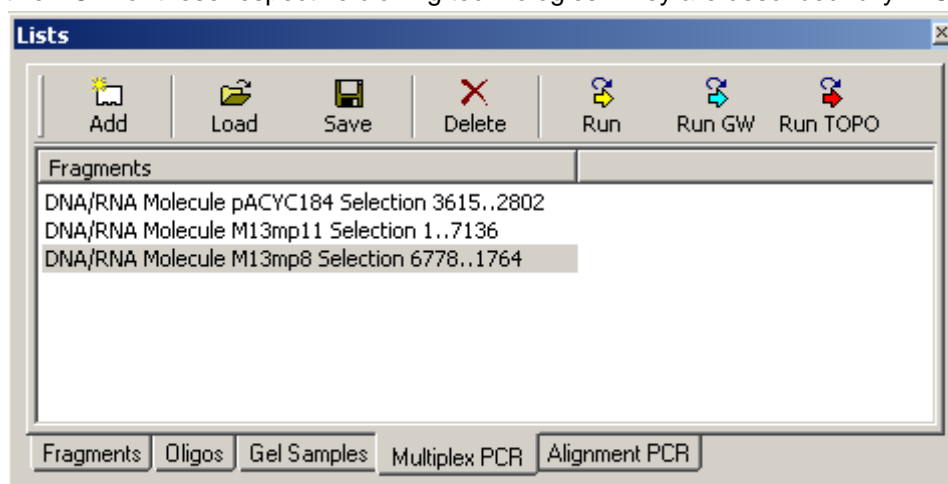 Lists
Add Load Save Delete Run Run GW Run TOPO
Fragments
DNA/RNA Molecule pACYC184 Selection 3615..2802
DNA/RNA Molecule M13mp11 Selection 1..7136
DNA/RNA Molecule M13mp8 Selection 6778..1764
Fragments Oligos Gel Samples Multiplex PCR Alignment PCR